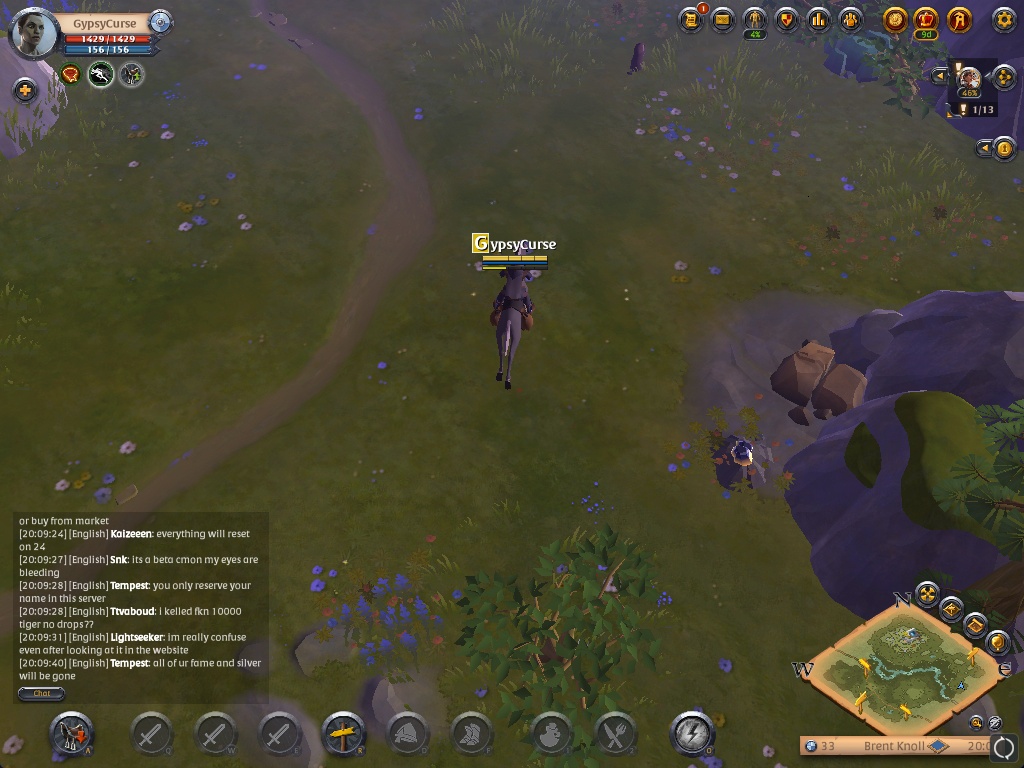 GypsyCurse
1429 / 1429
156 / 156
1
4%
9d
46%
1/13
GypsyCurse
or buy from market
[20:09:24] [English] Kaizeeen: everything will reset
on 24
[20:09:27] [English] Snk: its a beta cmon my eyes are
bleeding
[20:09:28] [English] Tempest: you only reserve your
name in this server
[20:09:28] [English] Ttvaboud: i kelled fkn 10000
tiger no drops??
[20:09:31] [English] Lightseeker: im really confuse
even after looking at it in the website
[20:09:40] [English] Tempest: all of ur fame and silver
will be gone
Chat
N
W
S
A
Q
W
E
R
D
F
O
33
Brent Knoll
20:0